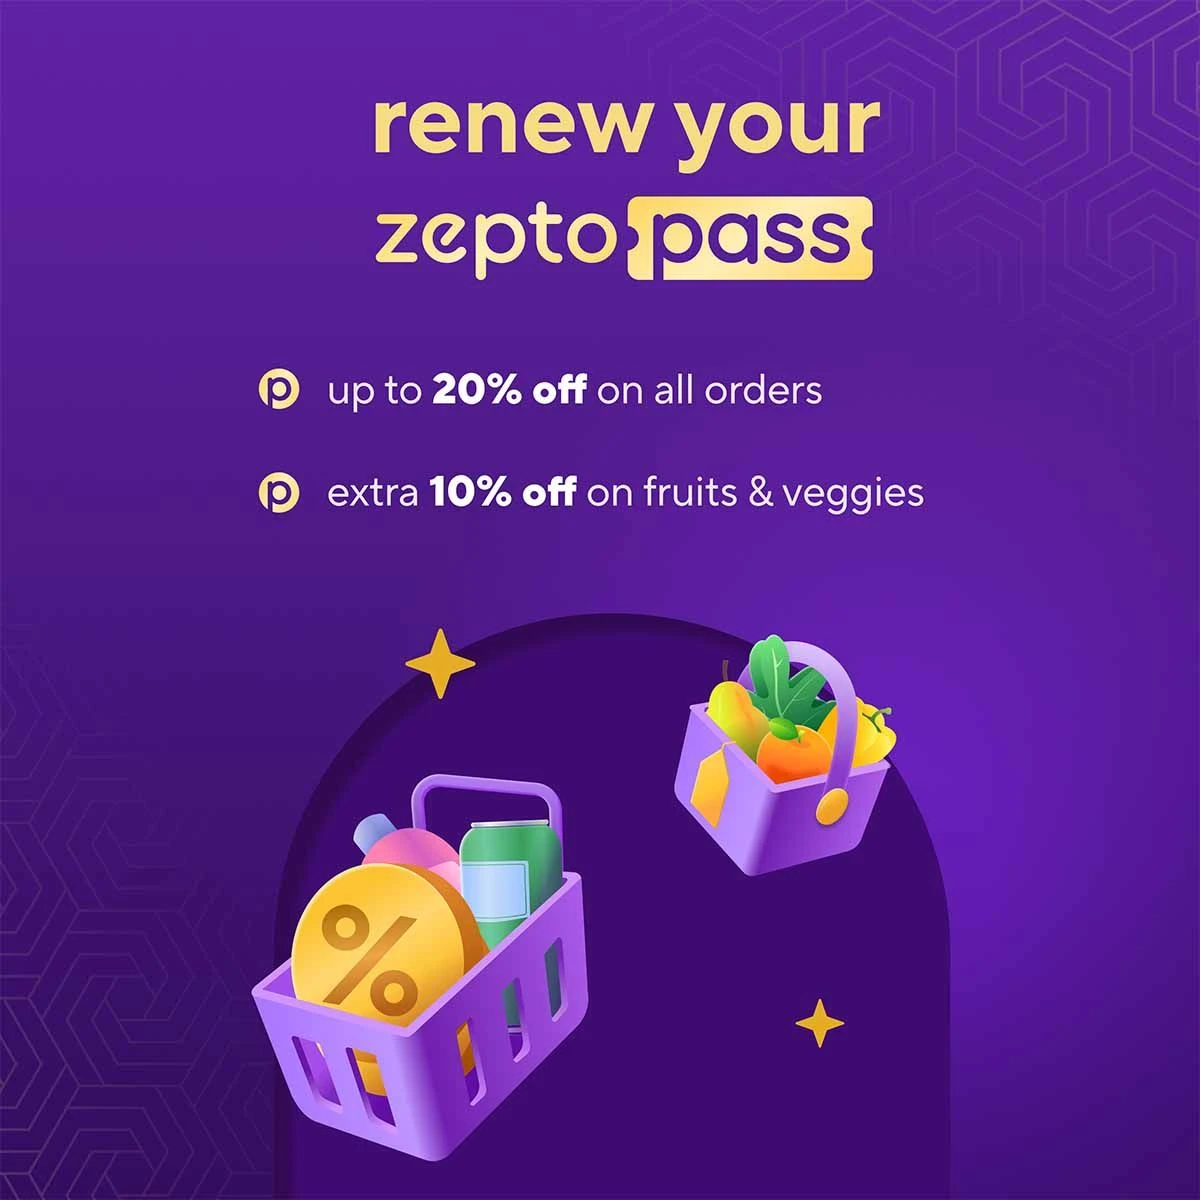 renew your
zepto pass
up to 20% off on all orders
extra 10% off on fruits & veggies
%